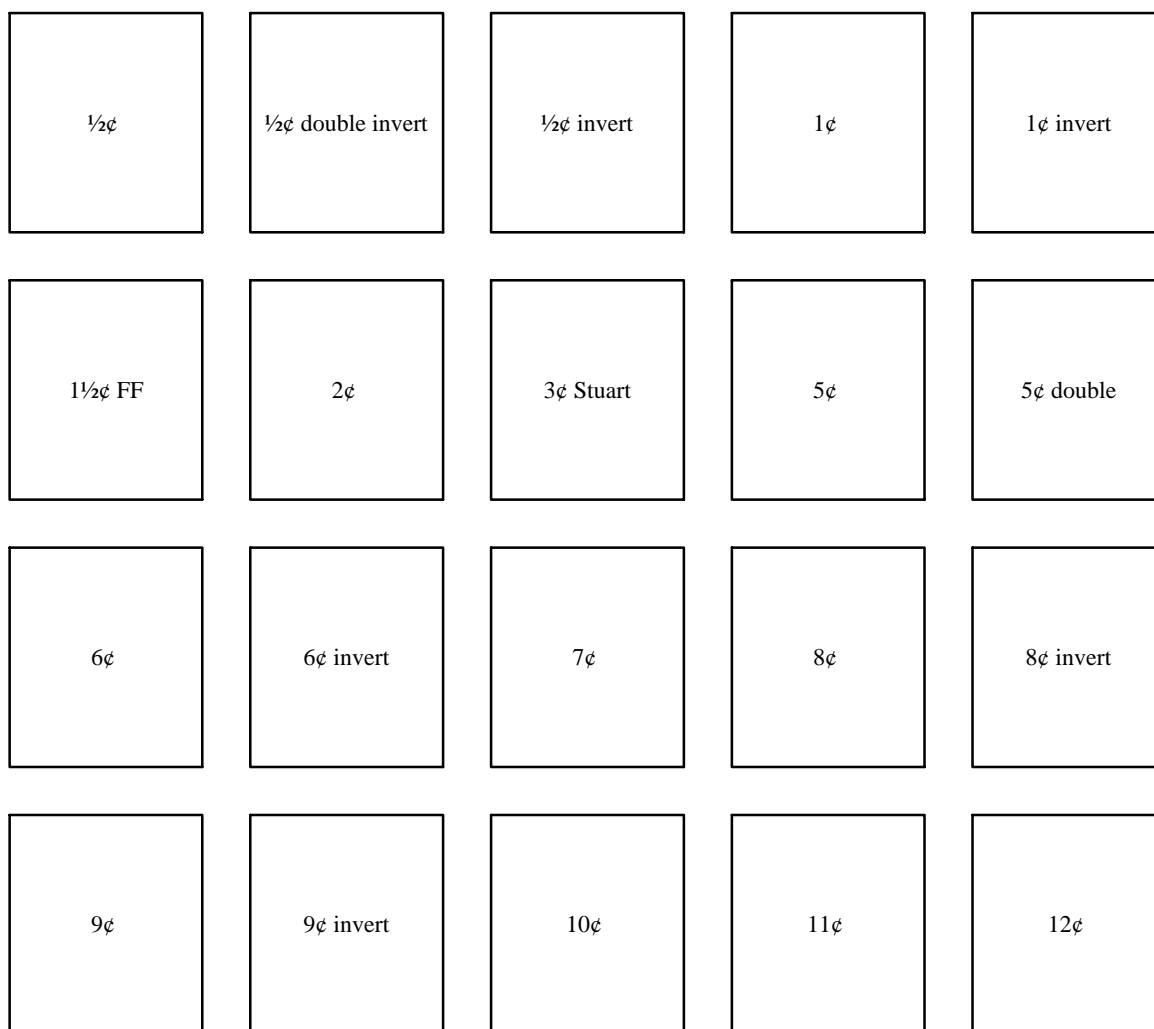 ½¢
½¢ double invert
½¢ invert
1¢
1¢ invert
1½¢ FF
2¢
3¢ Stuart
5¢
5¢ double
6¢
6¢ invert
7¢
8¢
8¢ invert
9¢
9¢ invert
10¢
11¢
12¢